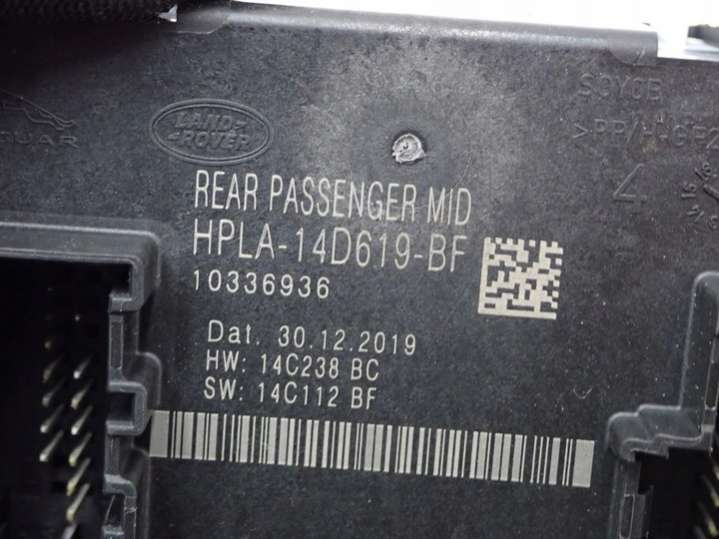 LAND-
ROVER
REAR PASSENGER MID
HPLA-14D619-BF
10336936
Dat. 30.12.2019
HW: 14C238 BC
SW: 14C112 BF
4